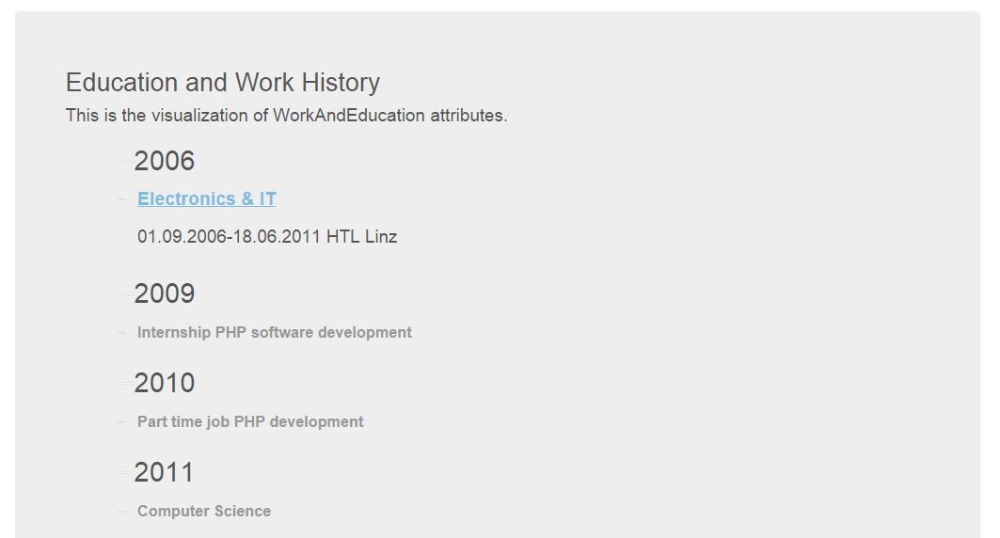 Education and Work History
This is the visualization of WorkAndEducation attributes.
2006
Electronics & IT
01.09.2006-18.06.2011 HTL Linz
2009
Internship PHP software development
2010
Part time job PHP development
2011
Computer Science